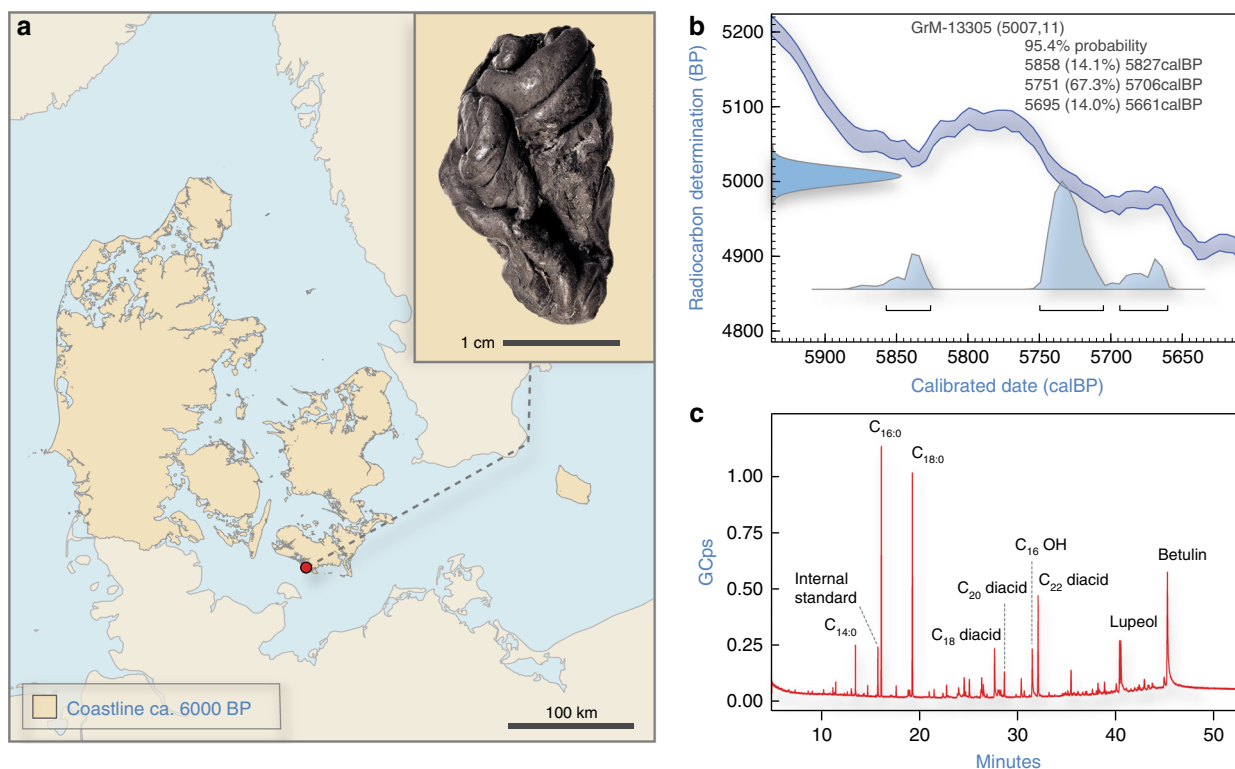 a
1 cm
Coastline ca. 6000 BP
100 km
b
GrM-13305 (5007,11)
95.4% probability
5858 (14.1%) 5827calBP
5751 (67.3%) 5706calBP
5695 (14.0%) 5661calBP
Radiocarbon determination (BP)
5200
5100
5000
4900
4800
5900
5850
5800
5750
5700
5650
Calibrated date (calBP)
c
C16:0
C18:0
GCps
1.00
0.75
0.50
0.25
0.00
Internal
standard
C14:0
C18 diacid
C20 diacid
C16 OH
C22 diacid
Lupeol
Betulin
10
20
30
40
50
Minutes